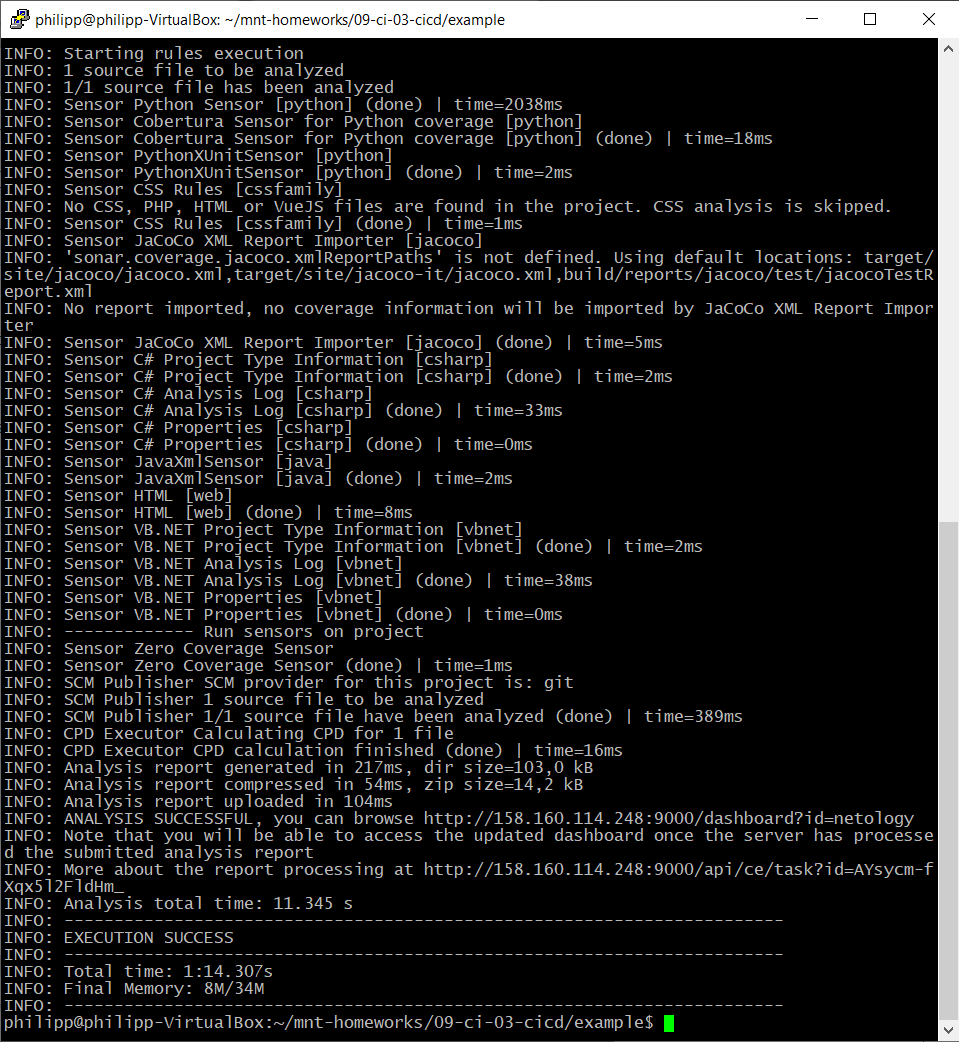 philipp@philipp-VirtualBox: ~/mnt-homeworks/09-ci-03-cicd/example
INFO: Starting rules execution
INFO: 1 source file to be analyzed
INFO: 1/1 source file has been analyzed
INFO: Sensor Python Sensor [python] (done) | time=2038ms
INFO: Sensor Cobertura Sensor for Python coverage [python]
INFO: Sensor Cobertura Sensor for Python coverage [python] (done) | time=18ms
INFO: Sensor PythonXUnitSensor [python]
INFO: Sensor PythonXUnitSensor [python] (done) | time=2ms
INFO: Sensor CSS Rules [cssfamily]
INFO: No CSS, PHP, HTML or VueJS files are found in the project. CSS analysis is skipped.
INFO: Sensor CSS Rules [cssfamily] (done) | time=1ms
INFO: Sensor JaCoCo XML Report Importer [jacoco]
INFO: 'sonar.coverage.jacoco.xmlReportPaths' is not defined. Using default locations: target/
site/jacoco/jacoco.xml,target/site/jacoco-it/jacoco.xml,build/reports/jacoco/test/jacocoTestR
eport.xml
INFO: No report imported, no coverage information will be imported by JaCoCo XML Report Impor
ter
INFO: Sensor JaCoCo XML Report Importer [jacoco] (done) | time=5ms
INFO: Sensor C# Project Type Information [csharp]
INFO: Sensor C# Project Type Information [csharp] (done) | time=2ms
INFO: Sensor C# Analysis Log [csharp]
INFO: Sensor C# Analysis Log [csharp] (done) | time=33ms
INFO: Sensor C# Properties [csharp]
INFO: Sensor C# Properties [csharp] (done) | time=0ms
INFO: Sensor JavaXmlSensor [java]
INFO: Sensor JavaXmlSensor [java] (done) | time=2ms
INFO: Sensor HTML [web]
INFO: Sensor HTML [web] (done) | time=8ms
INFO: Sensor VB.NET Project Type Information [vbnet]
INFO: Sensor VB.NET Project Type Information [vbnet] (done) | time=2ms
INFO: Sensor VB.NET Analysis Log [vbnet]
INFO: Sensor VB.NET Analysis Log [vbnet] (done) | time=38ms
INFO: Sensor VB.NET Properties [vbnet]
INFO: Sensor VB.NET Properties [vbnet] (done) | time=0ms
INFO: ------------- Run sensors on project
INFO: Sensor Zero Coverage Sensor
INFO: Sensor Zero Coverage Sensor (done) | time=1ms
INFO: SCM Publisher SCM provider for this project is: git
INFO: SCM Publisher 1 source file to be analyzed
INFO: SCM Publisher 1/1 source file have been analyzed (done) | time=389ms
INFO: CPD Executor Calculating CPD for 1 file
INFO: CPD Executor CPD calculation finished (done) | time=16ms
INFO: Analysis report generated in 217ms, dir size=103,0 kB
INFO: Analysis report compressed in 54ms, zip size=14,2 kB
INFO: Analysis report uploaded in 104ms
INFO: ANALYSIS SUCCESSFUL, you can browse http://158.160.114.248:9000/dashboard?id=netology
INFO: Note that you will be able to access the updated dashboard once the server has processe
d the submitted analysis report
INFO: More about the report processing at http://158.160.114.248:9000/api/ce/task?id=AYsycm-f
Xqx5l2FldHm_
INFO: Analysis total time: 11.345 s
INFO: ------------------------------------------------------------------------
INFO: EXECUTION SUCCESS
INFO: ------------------------------------------------------------------------
INFO: Total time: 1:14.307s
INFO: Final Memory: 8M/34M
INFO: ------------------------------------------------------------------------
philipp@philipp-VirtualBox:~/mnt-homeworks/09-ci-03-cicd/example$